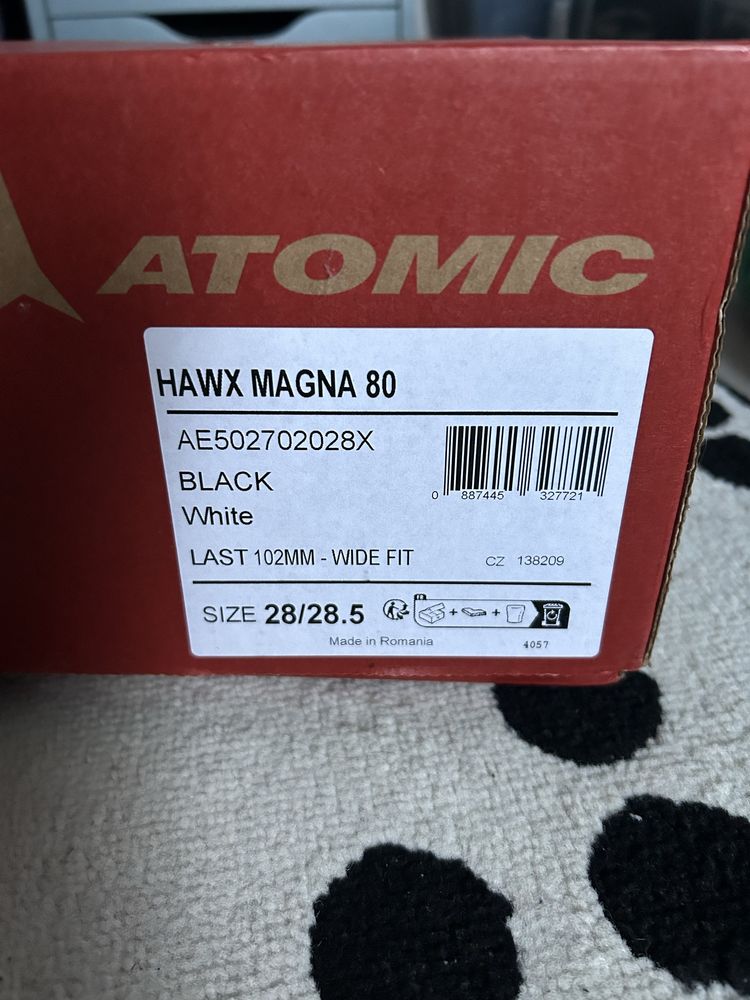 ATOMIC
HAWX MAGNA 80
AE502702028X
BLACK
White
0 887445 327721
LAST 102MM - WIDE FIT
CZ 138209
SIZE 28/28.5
FR
+ +
Made in Romania
4057